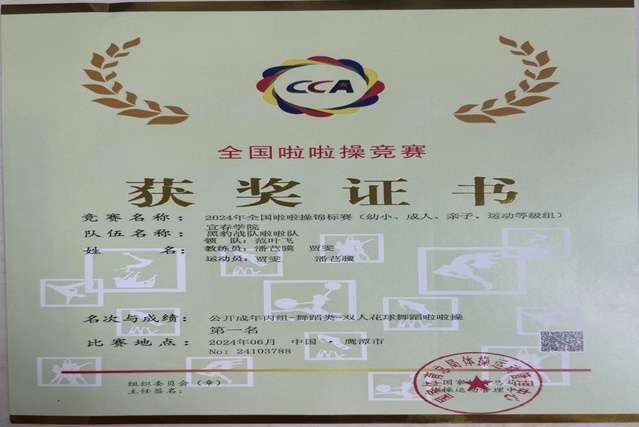 CCA
全国啦啦操竞赛
获奖证书
竞赛名称： 2024年全国啦啦操锦标赛（幼小、成人、亲子、运动等级组）
宜春学院
队伍名称： 黑豹战队啦啦队
领 队：范叶飞
姓 名： 教练员：潘芑骥 贾雯
运动员：贾雯 潘芑骥
名次与成绩： 公开成年丙组-舞蹈类-双人花球舞蹈啦啦操
第一名
比赛地点： 2024年06月 中国 · 鹰潭市
No: 24103788
组织委员会（章）
主任签名：